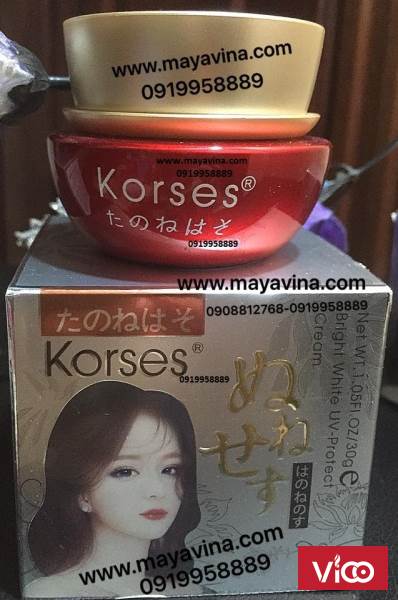 www.mayavina.com
0919958889
www.mayavina.com
0919958889
Korses®
たのねはそ
0919958889
www.mayavina.com
0908812768-0919958889
たのねはそ
Korses®
0919958889
ぬねせす
はのねのす
Net WT.1.05Fl.OZ/30g℮
Bright White UV-Protect
Cream
www.mayavina.com
0919958889
Vico